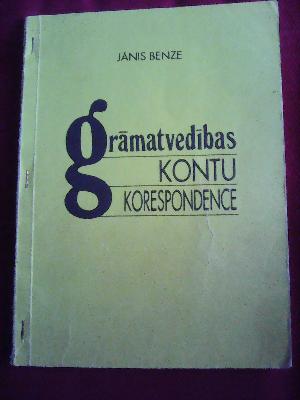 JĀNIS BENZE
grāmatvedības
KONTU
KORESPONDENCE